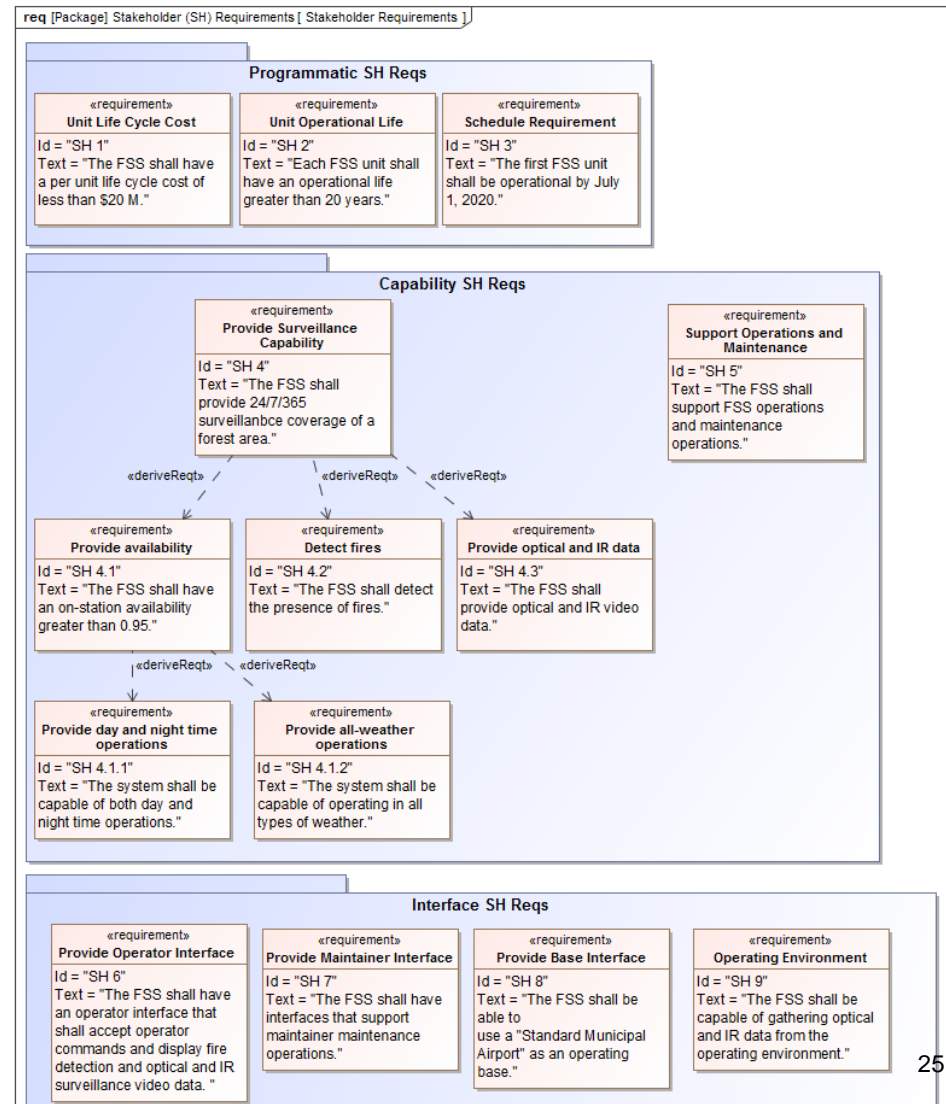 req [Package] Stakeholder (SH) Requirements [ Stakeholder Requirements ]
Programmatic SH Reqs
«requirement»
Unit Life Cycle Cost
Id = "SH 1"
Text = "The FSS shall have
a per unit life cycle cost of
less than $20 M."
«requirement»
Unit Operational Life
Id = "SH 2"
Text = "Each FSS unit shall
have an operational life
greater than 20 years."
«requirement»
Schedule Requirement
Id = "SH 3"
Text = "The first FSS unit
shall be operational by July
1, 2020."
Capability SH Reqs
«requirement»
Provide Surveillance
Capability
Id = "SH 4"
Text = "The FSS shall
provide 24/7/365
surveillanbce coverage of a
forest area."
«requirement»
Support Operations and
Maintenance
Id = "SH 5"
Text = "The FSS shall
support FSS operations
and maintenance
operations."
«deriveReqt»
«deriveReqt»
«deriveReqt»
«requirement»
Provide availability
Id = "SH 4.1"
Text = "The FSS shall have
an on-station availability
greater than 0.95."
«requirement»
Detect fires
Id = "SH 4.2"
Text = "The FSS shall detect
the presence of fires."
«requirement»
Provide optical and IR data
Id = "SH 4.3"
Text = "The FSS shall
provide optical and IR video
data."
«deriveReqt»
«deriveReqt»
«requirement»
Provide day and night time
operations
Id = "SH 4.1.1"
Text = "The system shall be
capable of both day and
night time operations."
«requirement»
Provide all-weather
operations
Id = "SH 4.1.2"
Text = "The system shall be
capable of operating in all
types of weather."
Interface SH Reqs
«requirement»
Provide Operator Interface
Id = "SH 6"
Text = "The FSS shall have
an operator interface that
shall accept operator
commands and display fire
detection and optical and IR
surveillance video data. "
«requirement»
Provide Maintainer Interface
Id = "SH 7"
Text = "The FSS shall have
interfaces that support
maintainer maintenance
operations."
«requirement»
Provide Base Interface
Id = "SH 8"
Text = "The FSS shall be
able to
use a "Standard Municipal
Airport" as an operating
base."
«requirement»
Operating Environment
Id = "SH 9"
Text = "The FSS shall be
capable of gathering optical
and IR data from the
operating environment."
25